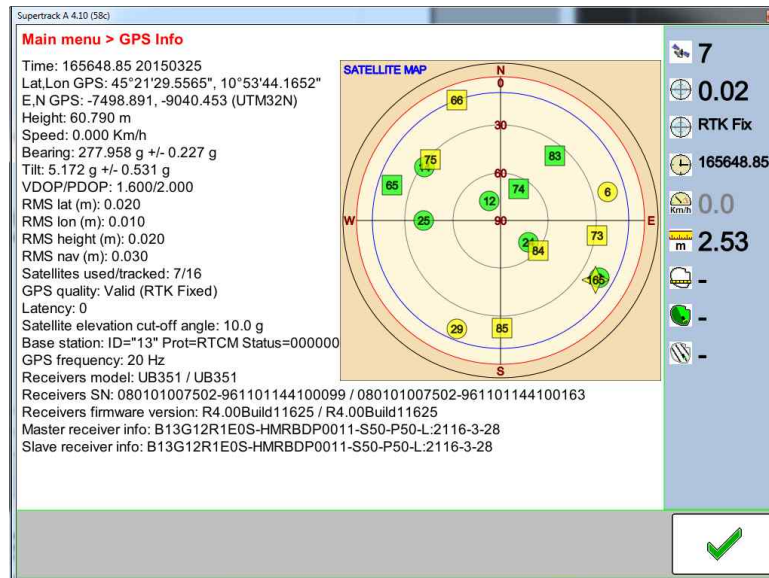 Supertrack A 4.10 (58c)
Main menu > GPS Info
Time: 165648.85 20150325
Lat,Lon GPS: 45°21'29.5565", 10°53'44.1652"
E,N GPS: -7498.891, -9040.453 (UTM32N)
Height: 60.790 m
Speed: 0.000 Km/h
Bearing: 277.958 g +/- 0.227 g
Tilt: 5.172 g +/- 0.531 g
VDOP/PDOP: 1.600/2.000
RMS lat (m): 0.020
RMS lon (m): 0.010
RMS height (m): 0.020
RMS nav (m): 0.030
Satellites used/tracked: 7/16
GPS quality: Valid (RTK Fixed)
Latency: 0
Satellite elevation cut-off angle: 10.0 g
Base station: ID="13" Prot=RTCM Status=000000
GPS frequency: 20 Hz
Receivers model: UB351 / UB351
Receivers SN: 080101007502-961101144100099 / 080101007502-961101144100163
Receivers firmware version: R4.00Build11625 / R4.00Build11625
Master receiver info: B13G12R1E0S-HMRBDP0011-S50-P50-L:2116-3-28
Slave receiver info: B13G12R1E0S-HMRBDP0011-S50-P50-L:2116-3-28
SATELLITE MAP
N
0
66
30
75
83
60
65
74
6
12
W
25
90
E
73
84
29
85
S
7
0.02
RTK Fix
165648.85
Km/h
0.0
m
2.53
-
-
-